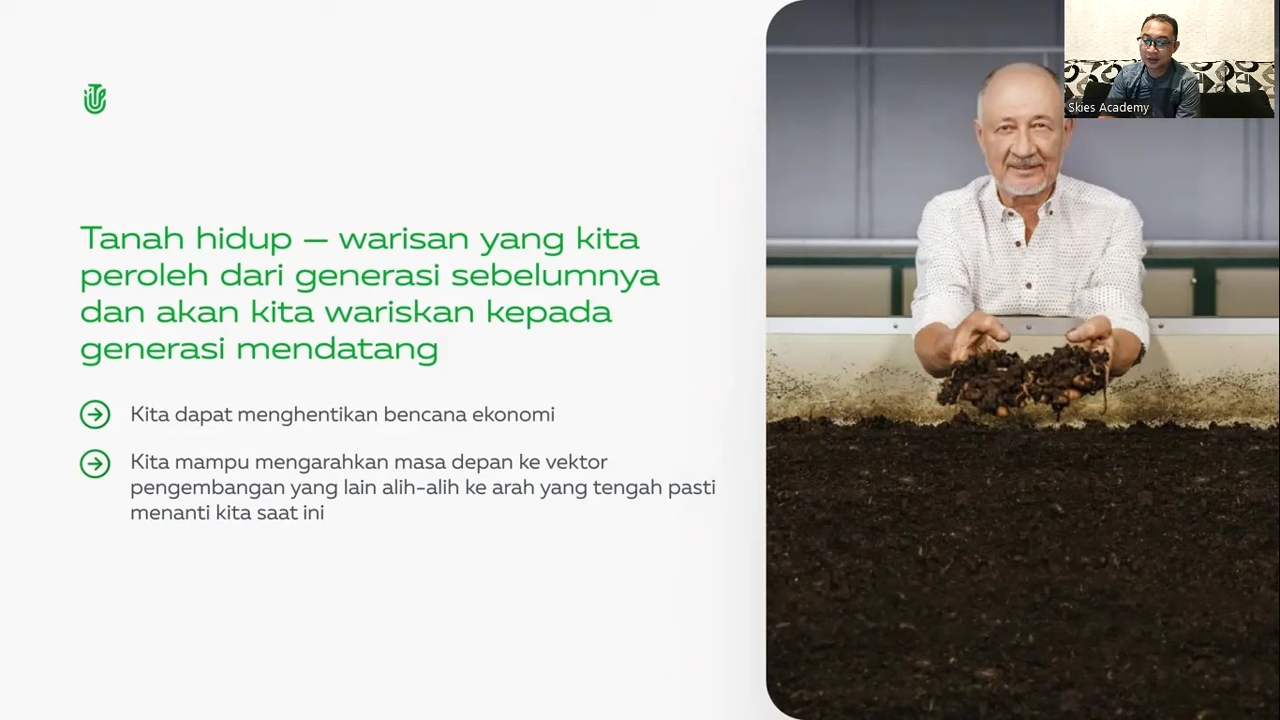 Tanah hidup — warisan yang kita
peroleh dari generasi sebelumnya
dan akan kita wariskan kepada
generasi mendatang
Kita dapat menghentikan bencana ekonomi
Kita mampu mengarahkan masa depan ke vektor
pengembangan yang lain alih-alih ke arah yang tengah pasti
menanti kita saat ini
Skies Academy